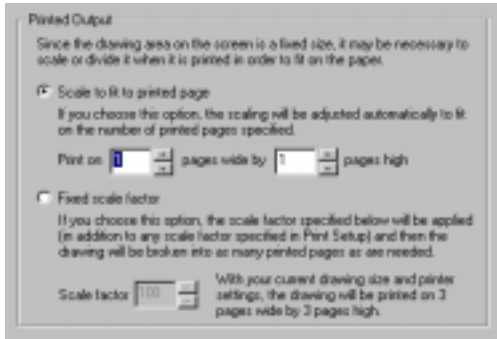 Printed Output
Since the drawing area on the screen is a fixed size, it may be necessary to
scale or divide it when it is printed in order to fit on the paper.
Scale to fit to printed page
If you choose this option, the scaling will be adjusted automatically to fit
on the number of printed pages specified.
Print on 1 pages wide by 1 pages high
Fixed scale factor
If you choose this option, the scale factor specified below will be applied
(in addition to any scale factor specified in Print Setup) and then the
drawing will be broken into as many printed pages as are needed.
With your current drawing size and printer
Scale factor 100 settings, the drawing will be printed on 3
pages wide by 3 pages high.